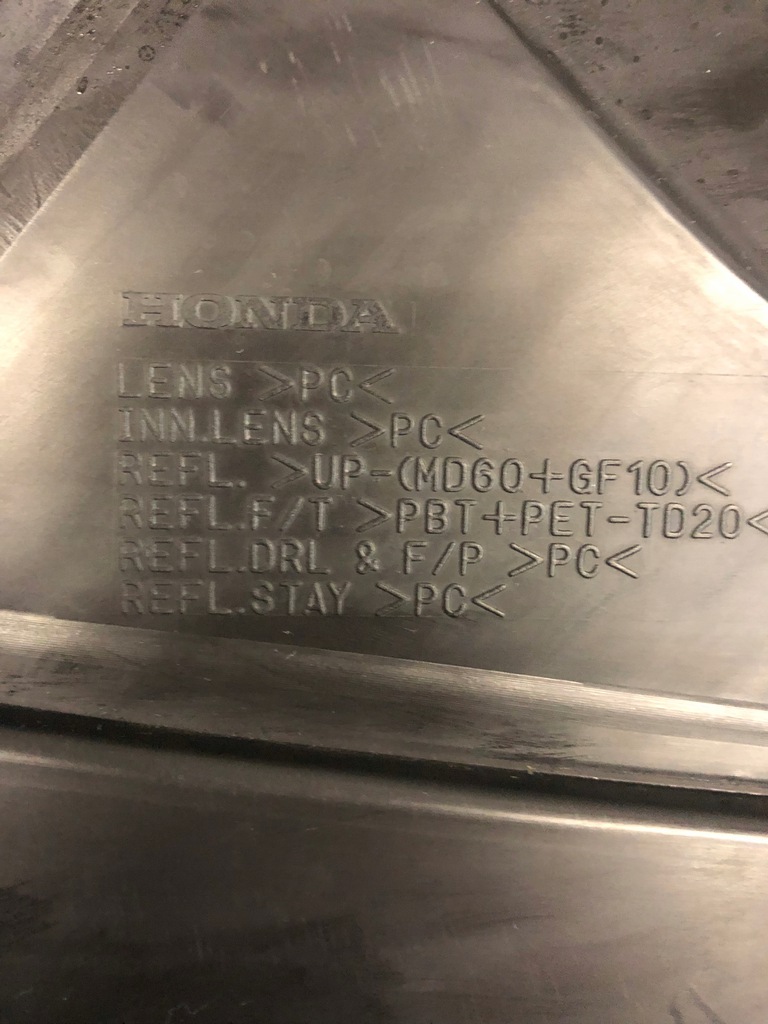 HONDA
LENS >PC<
INN.LENS >PC<
REFL. >UP-(MD60+GF10)<
REFL.F/T >PBT+PET-TD20<
REFL.DRL & F/P >PC<
REFL.STAY >PC<